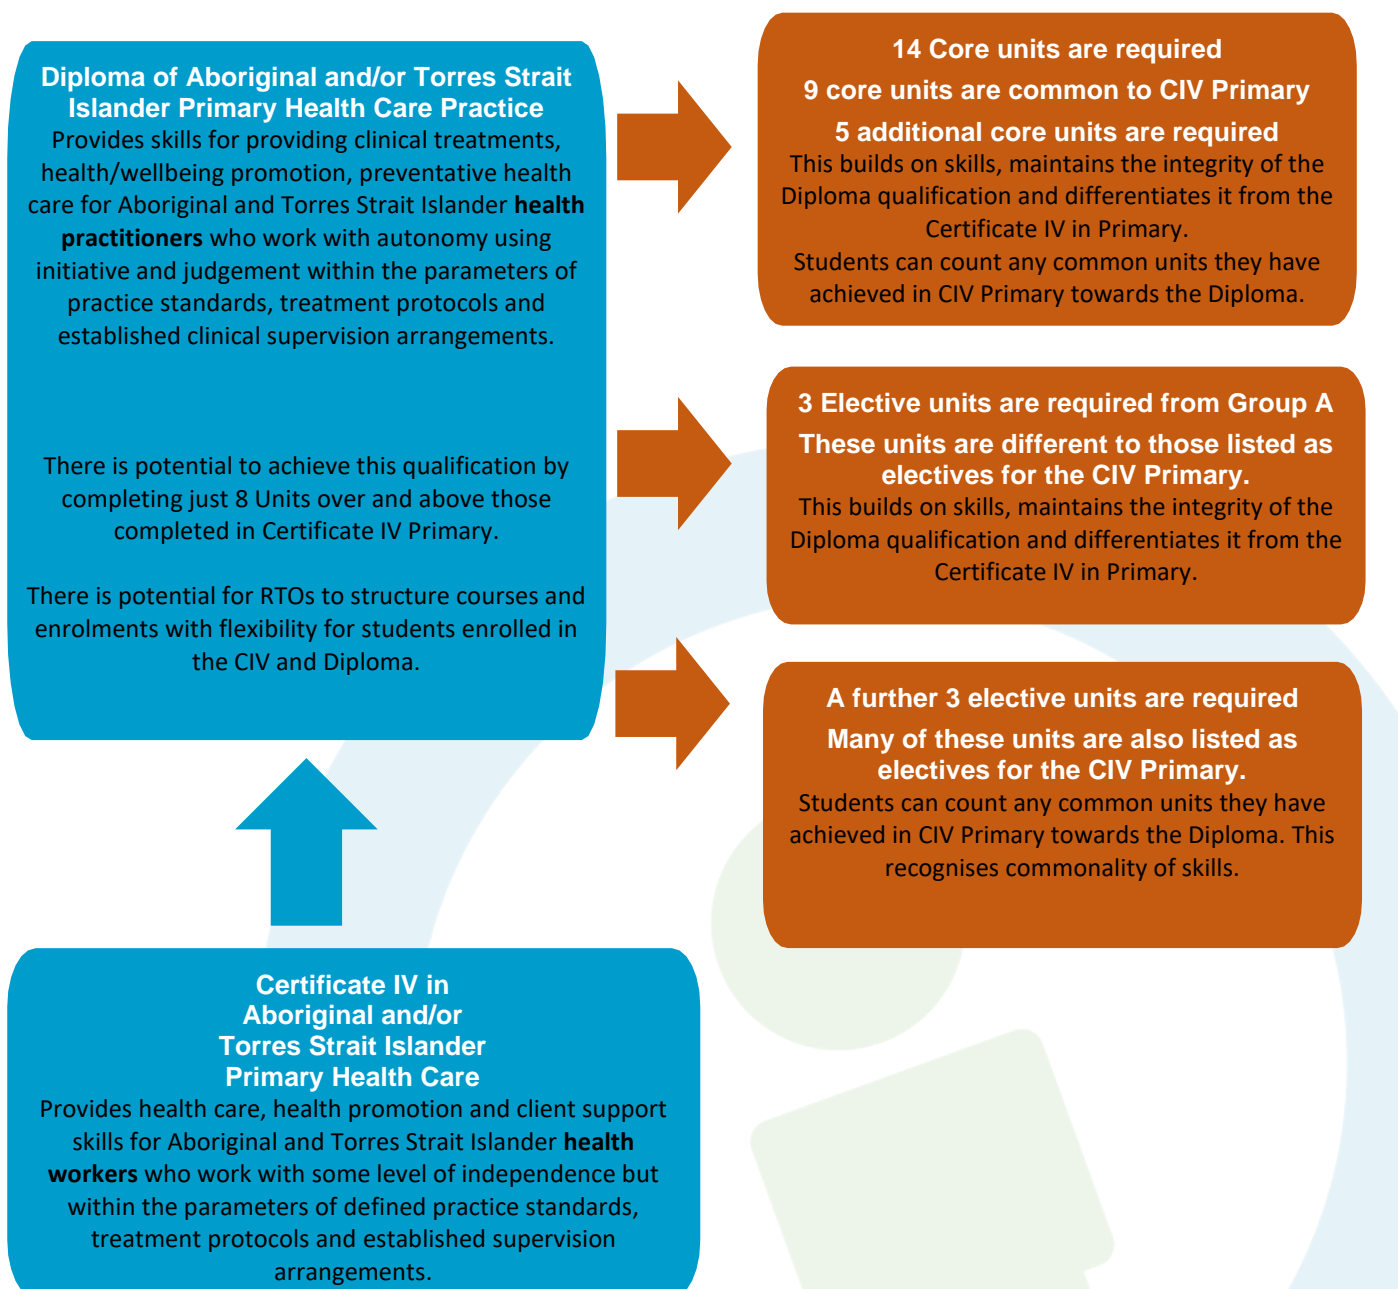 Diploma of Aboriginal and/or Torres Strait
Islander Primary Health Care Practice
Provides skills for providing clinical treatments,
health/wellbeing promotion, preventative health
care for Aboriginal and Torres Strait Islander health
practitioners who work with autonomy using
initiative and judgement within the parameters of
practice standards, treatment protocols and
established clinical supervision arrangements.
There is potential to achieve this qualification by
completing just 8 Units over and above those
completed in Certificate IV Primary.
There is potential for RTOs to structure courses and
enrolments with flexibility for students enrolled in
the CIV and Diploma.
14 Core units are required
9 core units are common to CIV Primary
5 additional core units are required
This builds on skills, maintains the integrity of the
Diploma qualification and differentiates it from the
Certificate IV in Primary.
Students can count any common units they have
achieved in CIV Primary towards the Diploma.
3 Elective units are required from Group A
These units are different to those listed as
electives for the CIV Primary.
This builds on skills, maintains the integrity of the
Diploma qualification and differentiates it from the
Certificate IV in Primary.
A further 3 elective units are required
Many of these units are also listed as
electives for the CIV Primary.
Students can count any common units they have
achieved in CIV Primary towards the Diploma. This
recognises commonality of skills.
Certificate IV in
Aboriginal and/or
Torres Strait Islander
Primary Health Care
Provides health care, health promotion and client support
skills for Aboriginal and Torres Strait Islander health
workers who work with some level of independence but
within the parameters of defined practice standards,
treatment protocols and established supervision
arrangements.